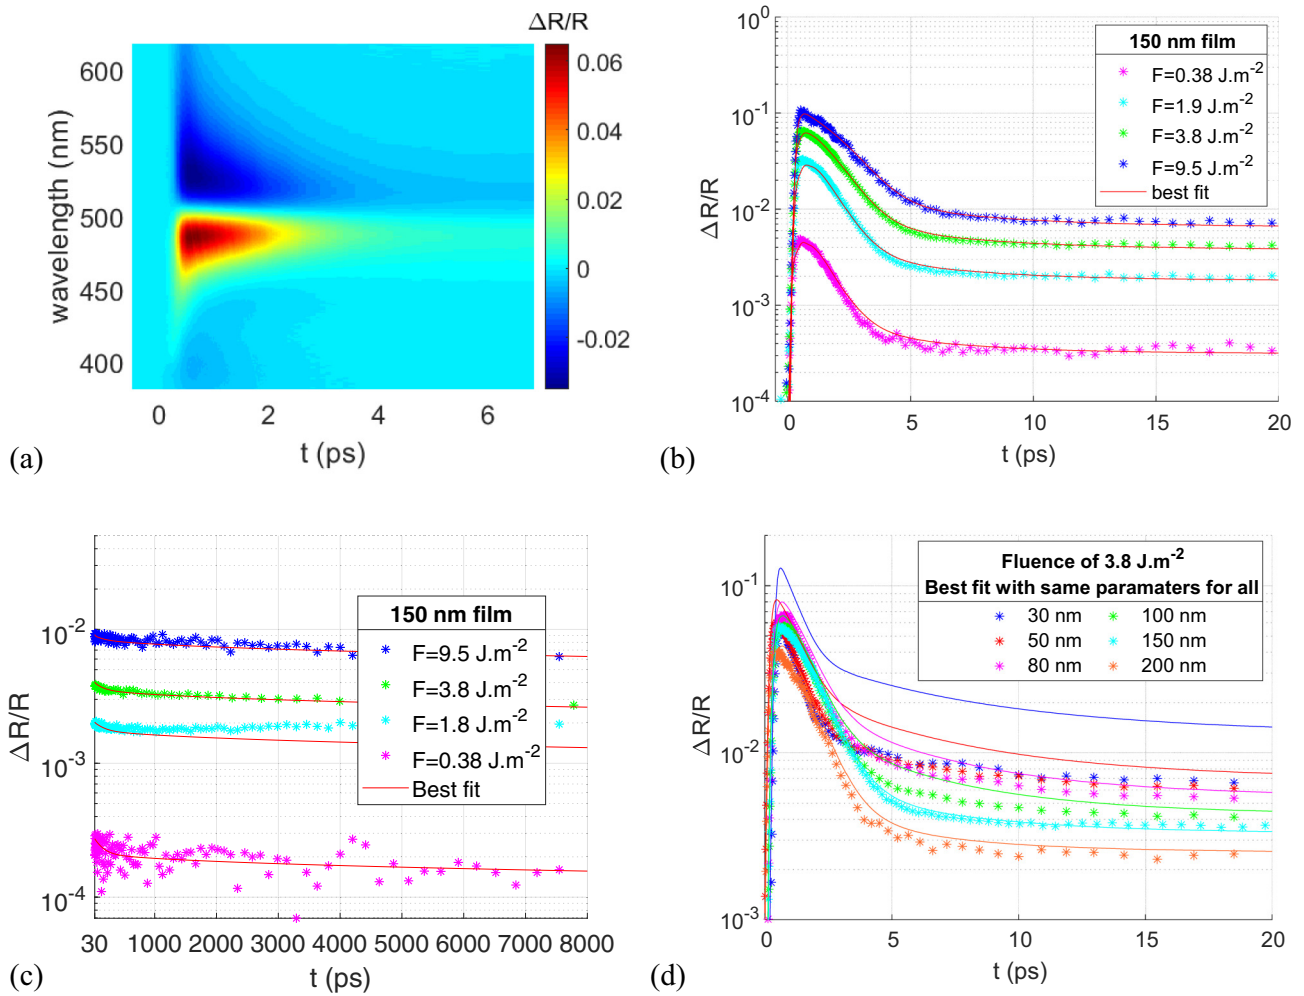 ΔR/R
wavelength (nm)
600
550
500
450
400
0.06
0.04
0.02
0
-0.02
0
2
4
6
t (ps)
(a)
ΔR/R
10^0
10^-1
10^-2
10^-3
10^-4
150 nm film
F=0.38 J.m^-2
F=1.9 J.m^-2
F=3.8 J.m^-2
F=9.5 J.m^-2
best fit
0
5
10
15
20
t (ps)
(b)
ΔR/R
10^-2
10^-3
10^-4
150 nm film
F=9.5 J.m^-2
F=3.8 J.m^-2
F=1.8 J.m^-2
F=0.38 J.m^-2
Best fit
30
1000
2000
3000
4000
5000
6000
7000
8000
t (ps)
(c)
ΔR/R
10^-1
10^-2
10^-3
Fluence of 3.8 J.m^-2
Best fit with same paramaters for all
30 nm
100 nm
50 nm
150 nm
80 nm
200 nm
0
5
10
15
20
t (ps)
(d)